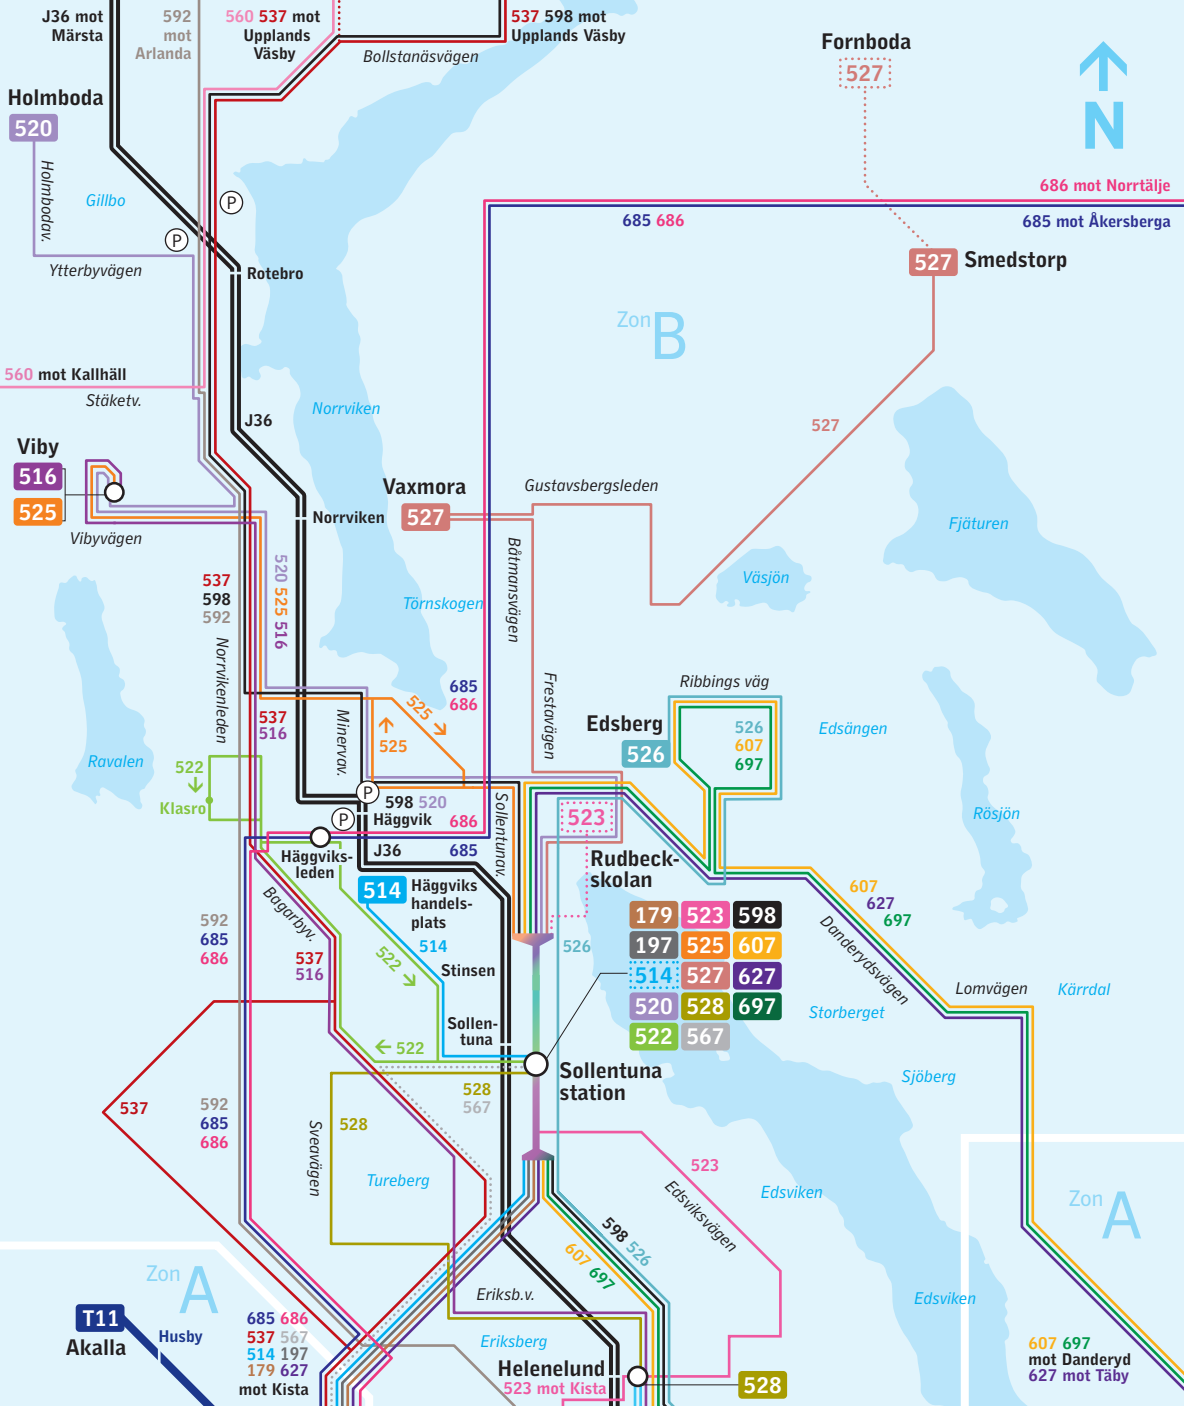 J36 mot
Märsta
592
mot
Arlanda
560 537 mot
Upplands
Väsby
537 598 mot
Upplands Väsby
Bollstanäsvägen
Fornboda
527
N
Holmboda
520
Holmbodav.
Gillbo
P
P
Ytterbyvägen
Rotebro
686 mot Norrtälje
685 686
685 mot Åkersberga
527
Smedstorp
Zon B
560 mot Kallhäll
Stäketv.
Norrviken
J36
527
Viby
516
525
Vibyvägen
Vaxmora
527
Gustavsbergsleden
Norrviken
Fjäturen
Båtmansvägen
Väsjön
Törnskogen
537
598
592
520 525 516
Norrvikenleden
537
516
Minervav.
525
525
685
686
Frestavägen
Ribbings väg
Edsberg
526
526
607
697
Edsängen
Ravalen
522
Klasro
P
P
598 520
Häggvik
686
J36
685
Sollentunav.
523
Rösjön
Häggviks-
leden
514
Häggviks
handels-
plats
Rudbeck-
skolan
Bagarbyv.
592
685
686
537
516
514
522
Stinsen
526
179 523 598
197 525 607
514 527 627
520 528 697
522 567
607
627
697
Danderydsvägen
Lomvägen
Kärrdal
Storberget
Sollen-
tuna
522
Sollentuna
station
Sjöberg
528
567
537
592
685
686
Sveavägen
528
Tureberg
523
Edsviksvägen
Edsviken
Zon A
598 526
607 697
Zon A
Eriksb.v.
Edsviken
T11
Akalla
Husby
685 686
537 567
514 197
179 627
mot Kista
Eriksberg
Helenelund
523 mot Kista
528
607 697
mot Danderyd
627 mot Täby